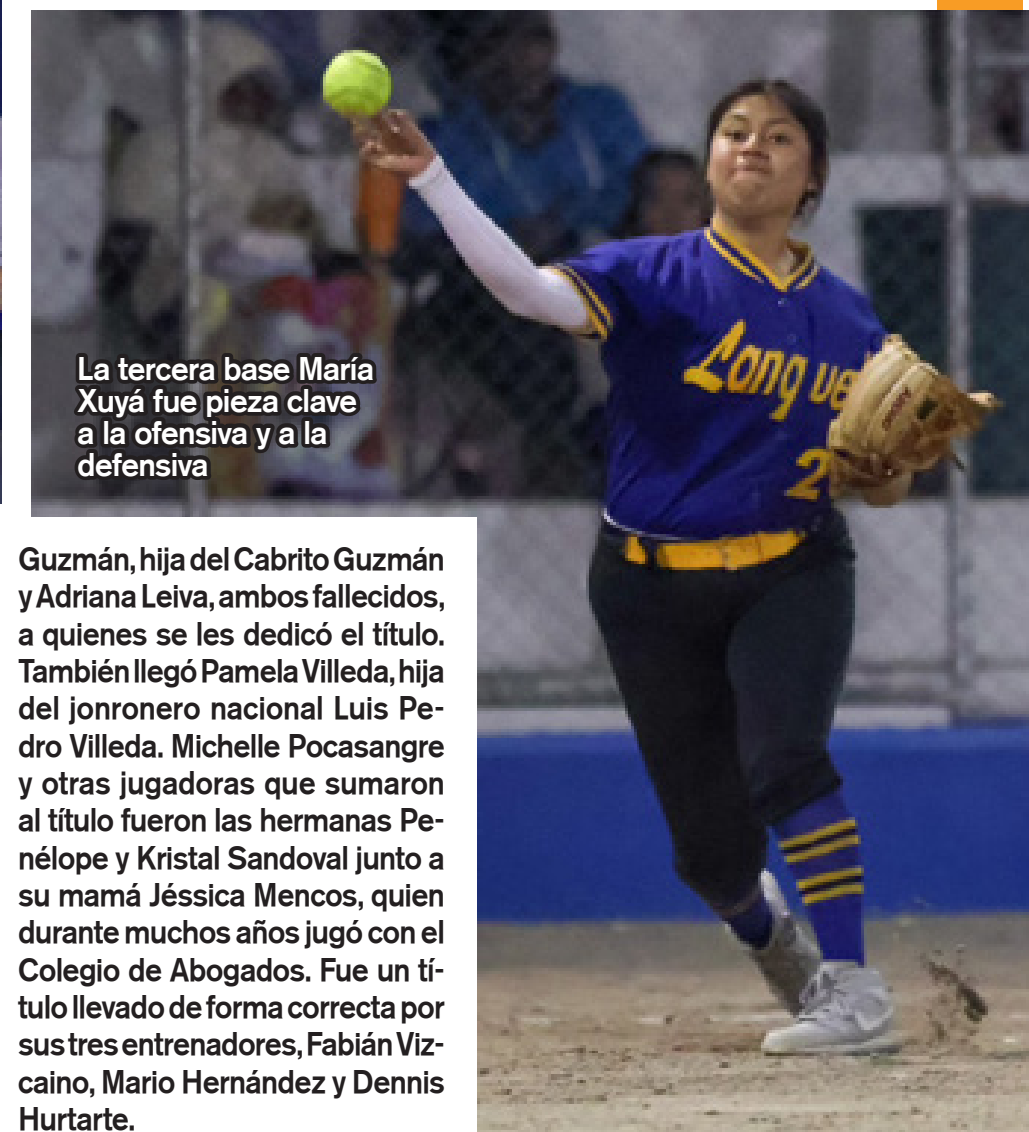 La tercera base María
Xuyá fue pieza clave
a la ofensiva y a la
defensiva
Long ve
2
Guzmán, hija del Cabrito Guzmán
y Adriana Leiva, ambos fallecidos,
a quienes se les dedicó el título.
También llegó Pamela Villeda, hija
del jonronero nacional Luis Pe-
dro Villeda. Michelle Pocasangre
y otras jugadoras que sumaron
al título fueron las hermanas Pe-
nélope y Kristal Sandoval junto a
su mamá Jéssica Mencos, quien
durante muchos años jugó con el
Colegio de Abogados. Fue un tí-
tulo llevado de forma correcta por
sus tres entrenadores, Fabián Viz-
caino, Mario Hernández y Dennis
Hurtarte.